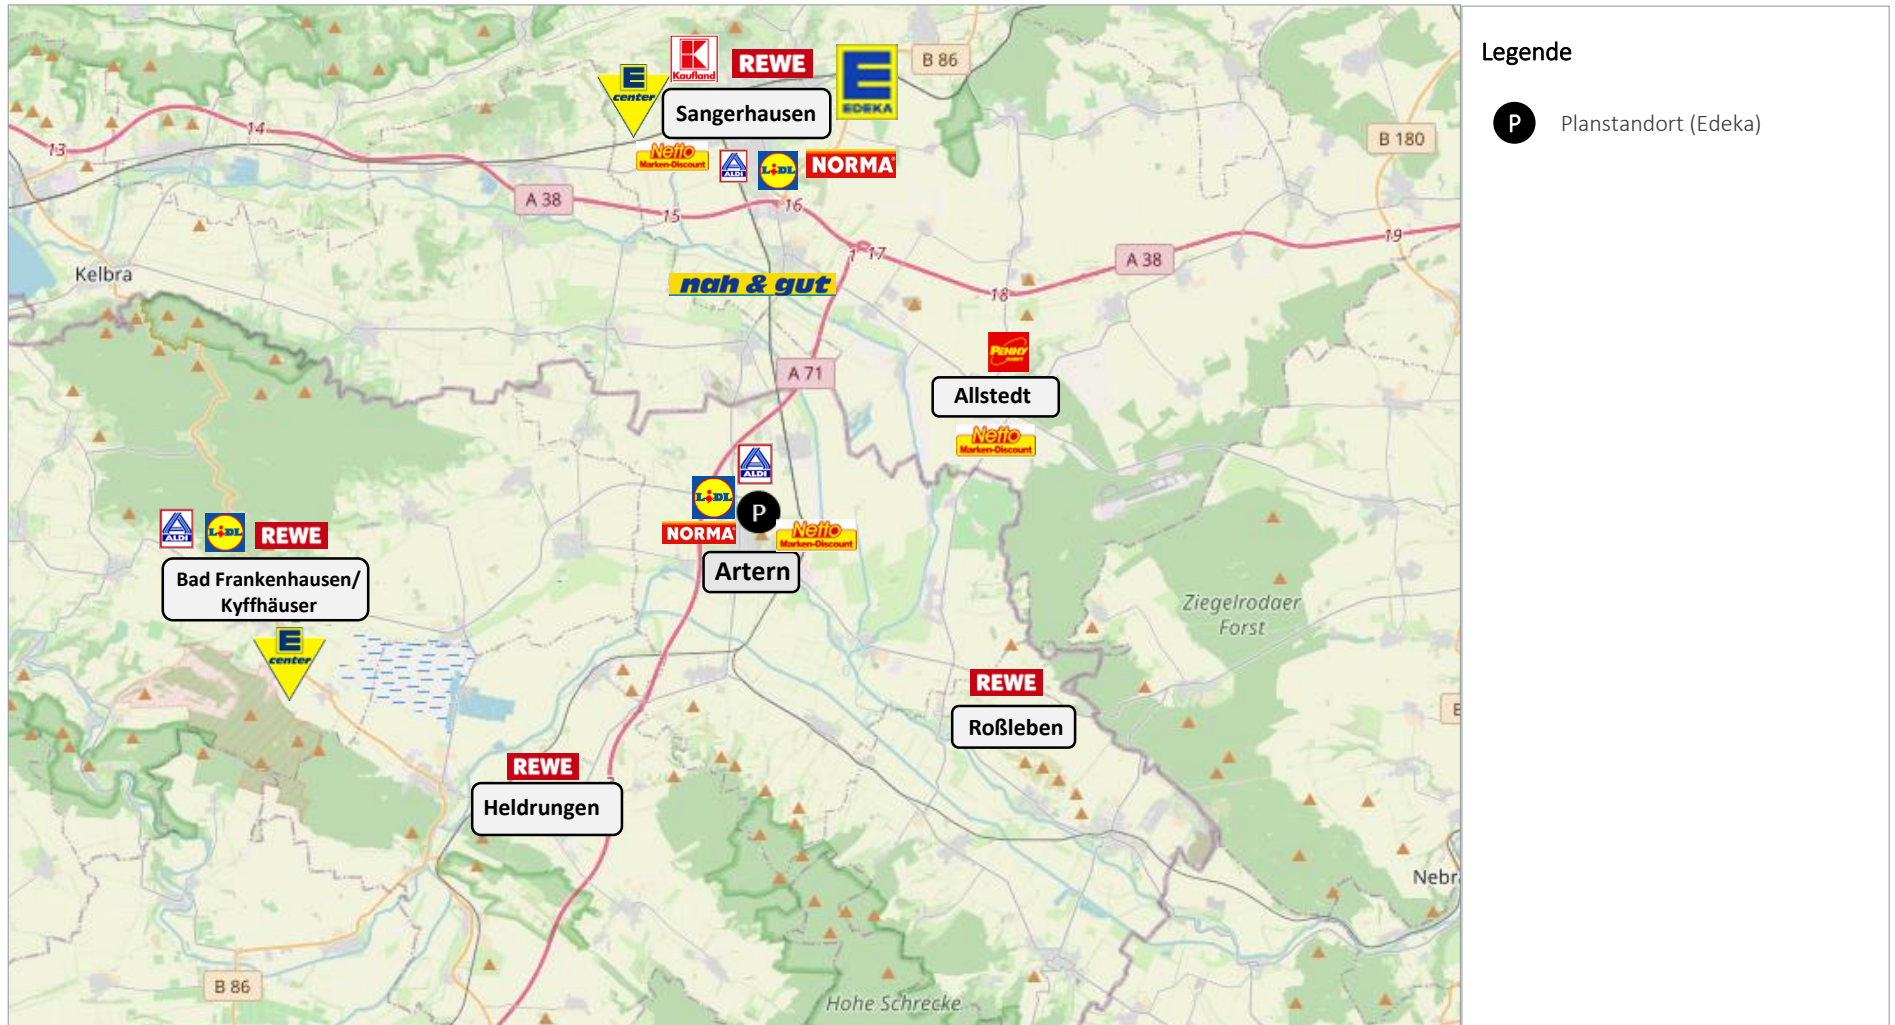 Legende
P Planstandort (Edeka)
K
Kaufland
REWE
E
EDEKA
B 86
E
center
Sangerhausen
B 180
13
14
Netto
Marken-Discount
ALDI
LiDL
NORMA
A 38
15
16
17
1
19
A 38
18
Kelbra
nah & gut
A 71
PENNY
MARKT
Allstedt
Netto
Marken-Discount
ALDI
LiDL
P
NORMA
Netto
Marken-Discount
Artern
ALDI
LiDL
REWE
Bad Frankenhausen/
Kyffhäuser
E
center
Ziegelrodaer
Forst
REWE
Roßleben
B
REWE
Heldrungen
Nebr
B 86
Hohe Schrecke